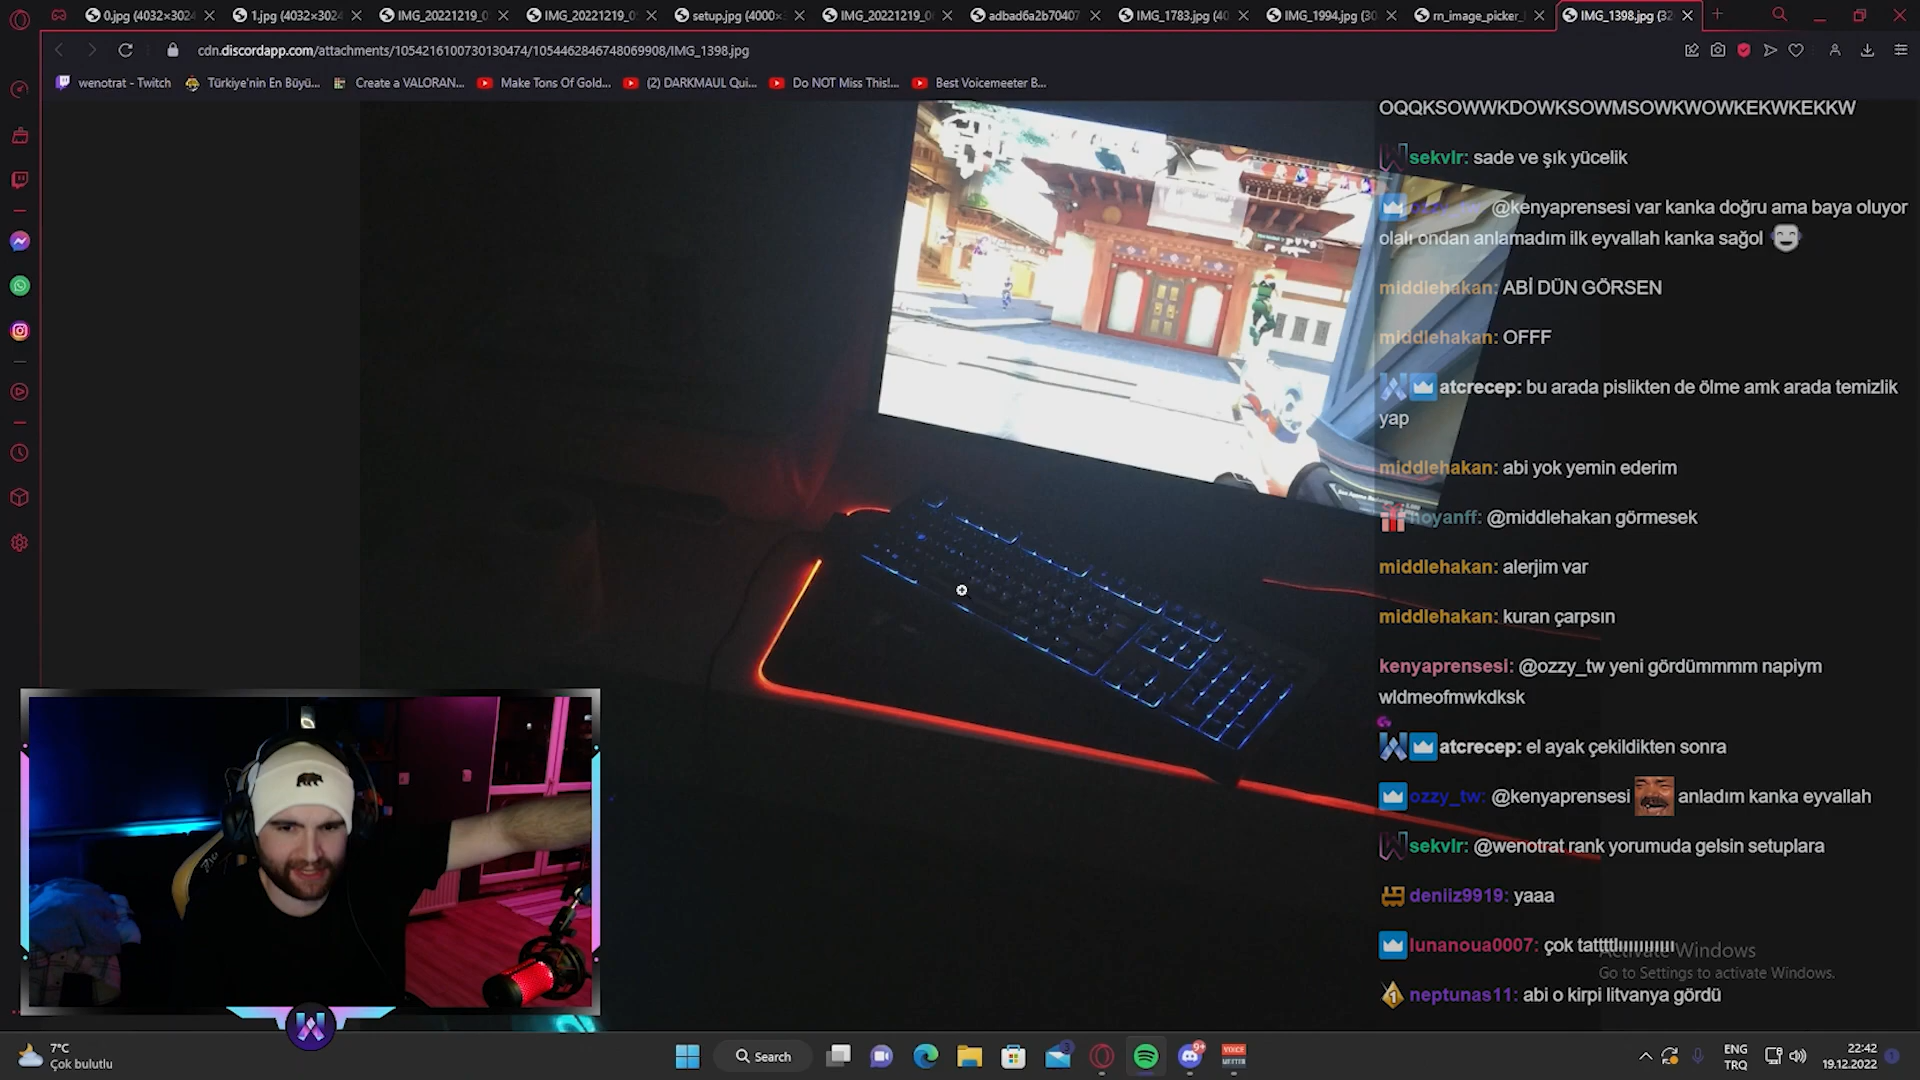 0.jpg (4032×3024
1.jpg (4032×3024
IMG_20221219_0
IMG_20221219_0
setup.jpg (4000×
IMG_20221219_0
adbad6a2b70407
IMG_1783.jpg (40
IMG_1994.jpg (30
rn_image_picker_l
IMG_1398.jpg (32
cdn.discordapp.com/attachments/1054216100730130474/1054462846748069908/IMG_1398.jpg
wenotrat - Twitch
Türkiye'nin En Büyü...
Create a VALORAN...
Make Tons Of Gold...
(2) DARKMAUL Qui...
Do NOT Miss This!...
Best Voicemeeter B...
OQQKSOWWKDOWKSOWMSOWKWOWKEKWKEKKW
sekvlr: sade ve şık yücelik
ozzy_tw: @kenyaprensesi var kanka doğru ama baya oluyor
olalı ondan anlamadım ilk eyvallah kanka sağol
middlehakan: ABİ DÜN GÖRSEN
middlehakan: OFFF
atcrecep: bu arada pislikten de ölme amk arada temizlik
yap
middlehakan: abi yok yemin ederim
noyanff: @middlehakan görmesek
middlehakan: alerjim var
middlehakan: kuran çarpsın
kenyaprensesi: @ozzy_tw yeni gördümmmm napiym
wldmeofmwkdksk
atcrecep: el ayak çekildikten sonra
ozzy_tw: @kenyaprensesi anladım kanka eyvallah
sekvlr: @wenotrat rank yorumuda gelsin setuplara
deniiz9919: yaaa
lunanoua0007: çok
Activate Windows
Go to Settings to activate Windows.
neptunas11: abi o kirpi litvanya gördü
7°C
Çok bulutlu
Search
3
9+
VOICE
MEETER
ENG
TRQ
22:42
19.12.2022
1